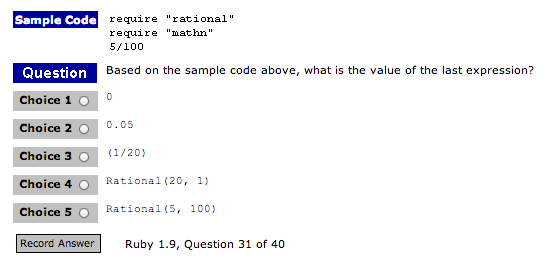 Sample Code require "rational"
require "mathn"
5/100
Question Based on the sample code above, what is the value of the last expression?
Choice 1 0
Choice 2 0.05
Choice 3 (1/20)
Choice 4 Rational(20, 1)
Choice 5 Rational(5, 100)
Record Answer Ruby 1.9, Question 31 of 40